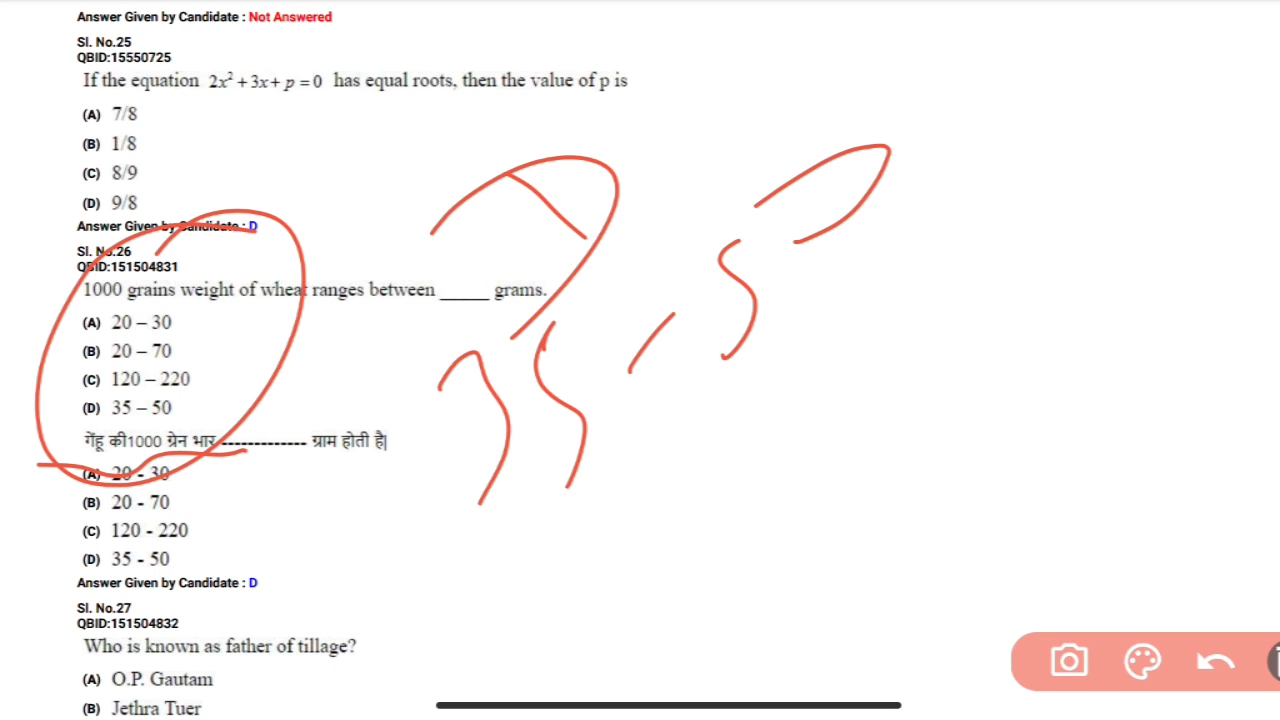 Answer Given by Candidate : Not Answered
Sl. No.25
QBID:15550725
If the equation 2x² + 3x + p = 0 has equal roots, then the value of p is
(A) 7/8
(B) 1/8
(C) 8/9
(D) 9/8
Answer Given by Candidate : D
Sl. No.26
QBID:151504831
1000 grains weight of wheat ranges between _____ grams.
(A) 20 – 30
(B) 20 – 70
(C) 120 – 220
(D) 35 – 50
गेंहू की1000 ग्रेन भार ------------- ग्राम होती है|
(A) 20 - 30
(B) 20 - 70
(C) 120 - 220
(D) 35 - 50
Answer Given by Candidate : D
Sl. No.27
QBID:151504832
Who is known as father of tillage?
(A) O.P. Gautam
(B) Jethra Tuer